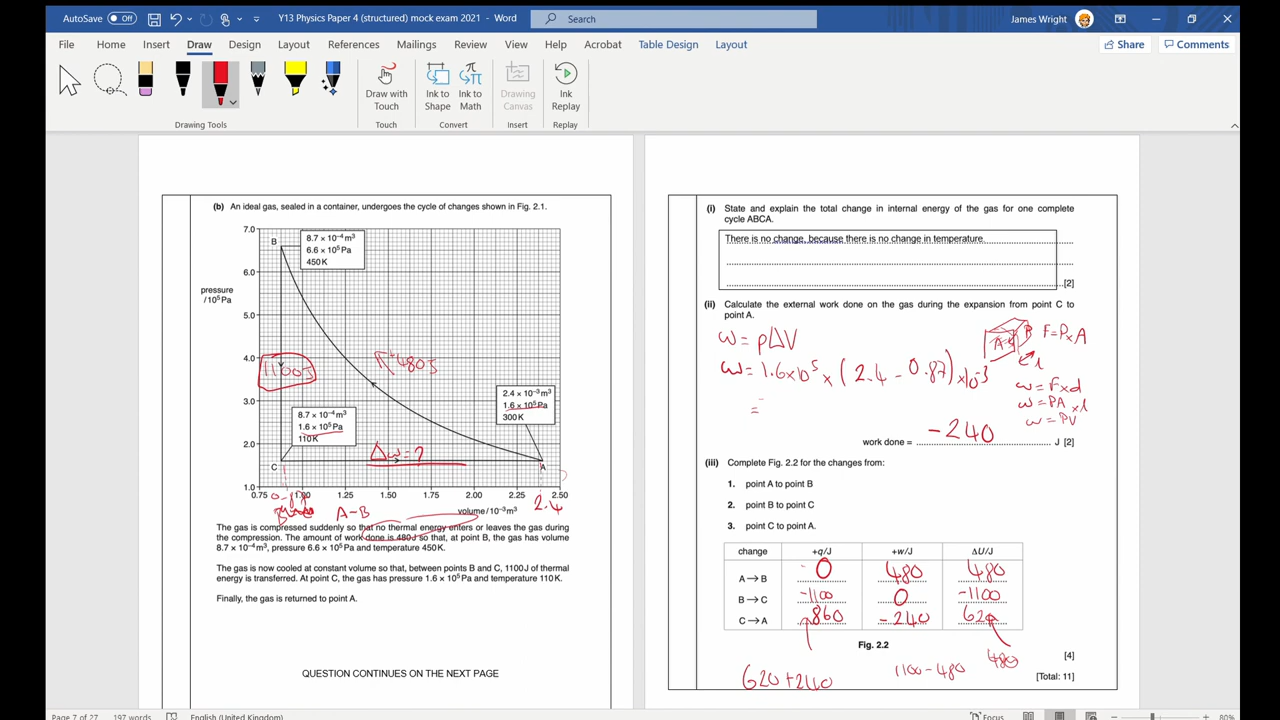 AutoSave Off Y13 Physics Paper 4 (structured) mock exam 2021 - Word Search James Wright
File Home Insert Draw Design Layout References Mailings Review View Help Acrobat Table Design Layout Share Comments
Draw with Touch
Ink to Shape
Ink to Math
Drawing Canvas
Ink Replay
Drawing Tools Touch Convert Insert Replay
(b) An ideal gas, sealed in a container, undergoes the cycle of changes shown in Fig. 2.1.
7.0
B
8.7 × 10⁻⁴ m³
6.6 × 10⁵ Pa
450 K
6.0
pressure
/10⁵ Pa
5.0
4.0
1100J
+480J
3.0
2.4 × 10⁻³ m³
1.6 × 10⁵ Pa
300 K
8.7 × 10⁻⁴ m³
1.6 × 10⁵ Pa
110 K
2.0
Δw = ?
C
A
1.0
0.75 1.00 1.25 1.50 1.75 2.00 2.25 2.50
volume/10⁻³ m³
A-B
2.4
The gas is compressed suddenly so that no thermal energy enters or leaves the gas during
the compression. The amount of work done is 480J so that, at point B, the gas has volume
8.7 × 10⁻⁴ m³, pressure 6.6 × 10⁵ Pa and temperature 450 K.
The gas is now cooled at constant volume so that, between points B and C, 1100J of thermal
energy is transferred. At point C, the gas has pressure 1.6 × 10⁵ Pa and temperature 110 K.
Finally, the gas is returned to point A.
QUESTION CONTINUES ON THE NEXT PAGE
(i) State and explain the total change in internal energy of the gas for one complete
cycle ABCA.
There is no change, because there is no change in temperature.
[2]
(ii) Calculate the external work done on the gas during the expansion from point C to
point A.
w = pΔV
w = 1.6×10⁵ × (2.4 - 0.87) ×10⁻³
=
F = P × A
l
w = F×d
w = PA × l
w = PV
work done = -240 J [2]
(iii) Complete Fig. 2.2 for the changes from:
1. point A to point B
2. point B to point C
3. point C to point A.
change +q/J +w/J ΔU/J
A → B 0 480 480
B → C -1100 0 -1100
C → A 860 -240 620
Fig. 2.2
480
[4]
[Total: 11]
620 + 240
1100 - 480
Page 7 of 27 197 words English (United Kingdom) Focus 80%